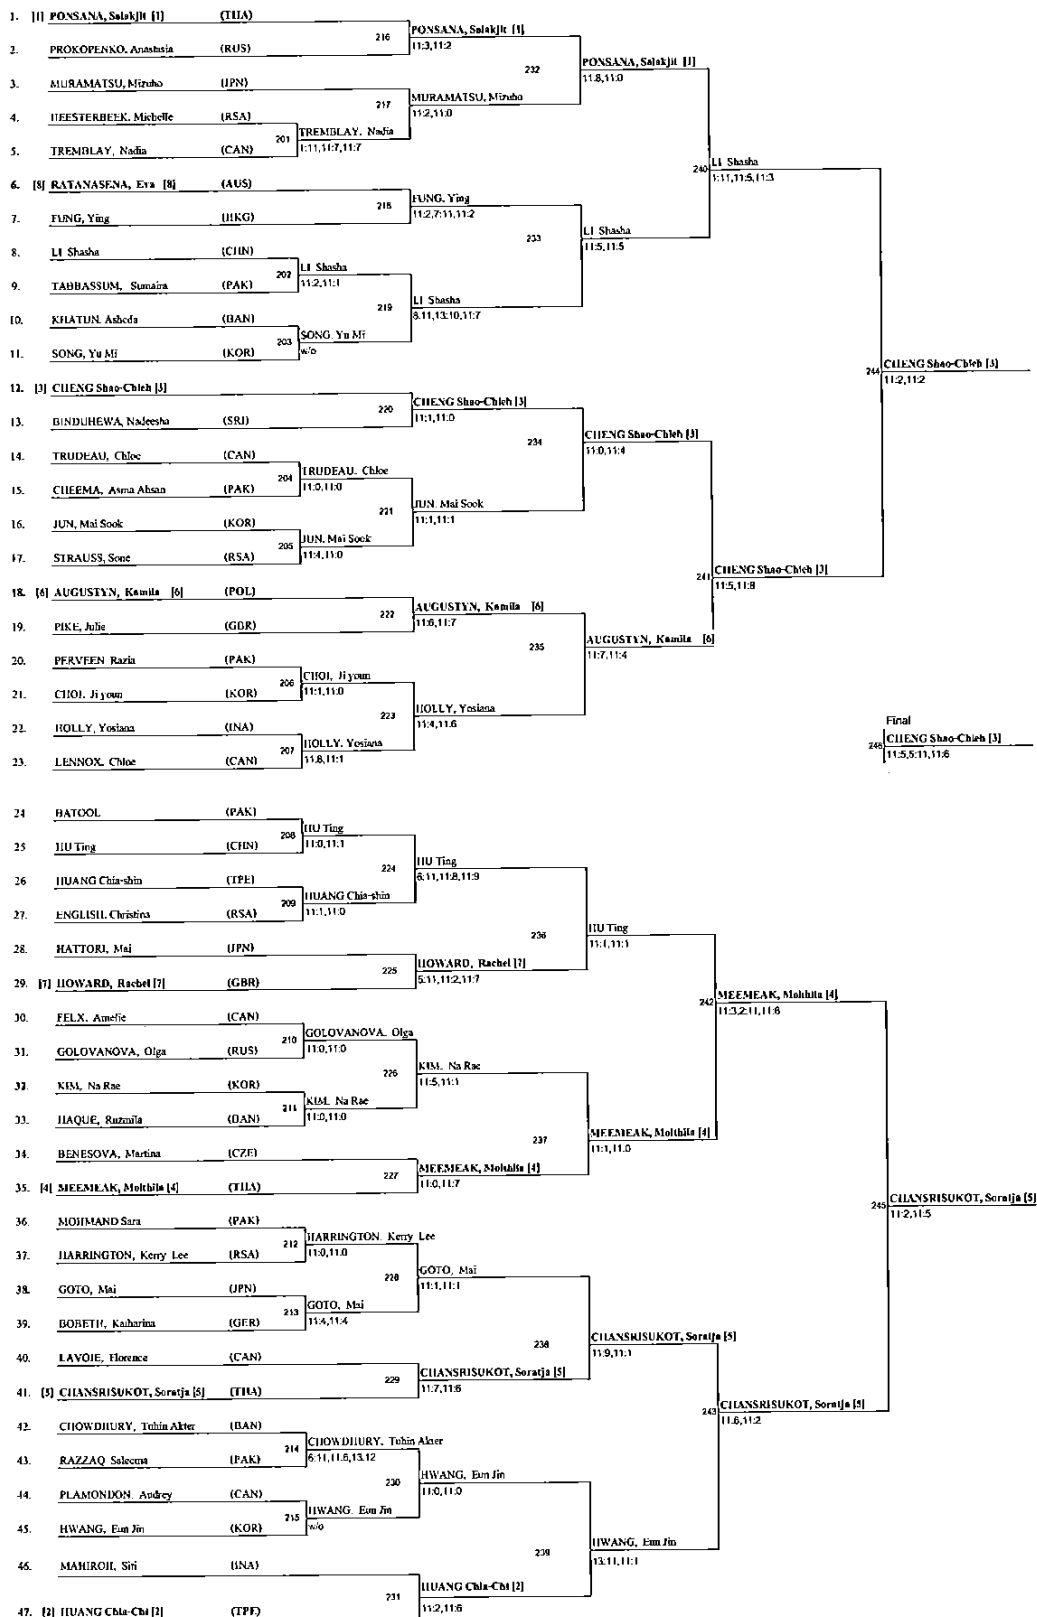 1. [1] PONSANA, Salakjit [1] (THA)
216 PONSANA, Salakjit [1]
11:3,11:2
2. PROKOPENKO, Anastasia (RUS)
232 PONSANA, Salakjit [1]
11:8,11:0
3. MURAMATSU, Mizuho (JPN)
217 MURAMATSU, Mizuho
11:2,11:0
4. HEESTERBEEK, Michelle (RSA)
201 TREMBLAY, Nadia
1:11,11:7,11:7
5. TREMBLAY, Nadia (CAN)
240 LI Shasha
1:11,11:5,11:3
6. [8] RATANASENA, Eva [8] (AUS)
218 FUNG, Ying
11:2,7:11,11:2
7. FUNG, Ying (HKG)
233 LI Shasha
11:5,11:5
8. LI Shasha (CHN)
202 LI Shasha
11:2,11:1
9. TABBASSUM, Sumaira (PAK)
219 LI Shasha
8:11,13:10,11:7
10. KHATUN, Asheda (BAN)
203 SONG, Yu Mi
w/o
11. SONG, Yu Mi (KOR)
244 CHENG Shao-Chieh [3]
11:2,11:2
12. [3] CHENG Shao-Chieh [3]
220 CHENG Shao-Chieh [3]
11:1,11:0
13. BINDUHEWA, Nadeesha (SRI)
234 CHENG Shao-Chieh [3]
11:0,11:4
14. TRUDEAU, Chloe (CAN)
204 TRUDEAU, Chloe
11:0,11:0
15. CHEEMA, Asma Ahsan (PAK)
221 JUN, Mai Sook
11:1,11:1
16. JUN, Mai Sook (KOR)
205 JUN, Mai Sook
11:4,11:0
17. STRAUSS, Sone (RSA)
241 CHENG Shao-Chieh [3]
11:5,11:8
18. [6] AUGUSTYN, Kamila [6] (POL)
222 AUGUSTYN, Kamila [6]
11:6,11:7
19. PIKE, Julie (GBR)
235 AUGUSTYN, Kamila [6]
11:7,11:4
20. PERVEEN Razia (PAK)
206 CHOI, Ji youn
11:1,11:0
21. CHOI, Ji youn (KOR)
223 HOLLY, Yosiana
11:4,11:6
22. HOLLY, Yosiana (INA)
207 HOLLY, Yosiana
11:8,11:1
23. LENNOX, Chloe (CAN)
Final
246 CHENG Shao-Chieh [3]
11:5,5:11,11:6
24 BATOOL (PAK)
208 HU Ting
11:0,11:1
25 HU Ting (CHN)
224 HU Ting
6:11,11:8,11:9
26 HUANG Chia-shin (TPE)
209 HUANG Chia-shin
11:1,11:0
27. ENGLISH, Christina (RSA)
236 HU Ting
11:1,11:1
28. HATTORI, Mai (JPN)
225 HOWARD, Rachel [7]
5:11,11:2,11:7
29. [7] HOWARD, Rachel [7] (GBR)
242 MEEMEAK, Molthila [4]
11:3,2:11,11:6
30. FELX, Amelie (CAN)
210 GOLOVANOVA, Olga
11:0,11:0
31. GOLOVANOVA, Olga (RUS)
226 KIM, Na Rae
11:5,11:1
32. KIM, Na Rae (KOR)
211 KIM, Na Rae
11:0,11:0
33. HAQUE, Ruzmila (BAN)
237 MEEMEAK, Molthila [4]
11:1,11:0
34. BENESOVA, Martina (CZE)
227 MEEMEAK, Molthila [4]
11:0,11:7
35. [4] MEEMEAK, Molthila [4] (THA)
245 CHANSRISUKOT, Soratja [5]
11:2,11:5
36. MOHMAND Sara (PAK)
212 HARRINGTON, Kerry Lee
11:0,11:0
37. HARRINGTON, Kerry Lee (RSA)
228 GOTO, Mai
11:1,11:1
38. GOTO, Mai (JPN)
213 GOTO, Mai
11:4,11:4
39. BOBETH, Katharina (GER)
238 CHANSRISUKOT, Soratja [5]
11:9,11:1
40. LAVOIE, Florence (CAN)
229 CHANSRISUKOT, Soratja [5]
11:7,11:6
41. [5] CHANSRISUKOT, Soratja [5] (THA)
243 CHANSRISUKOT, Soratja [5]
11:6,11:2
42. CHOWDHURY, Tuhin Akter (BAN)
214 CHOWDHURY, Tuhin Akter
6:11,11:6,13:12
43. RAZZAQ Saleema (PAK)
230 HWANG, Eun Jin
11:0,11:0
44. PLAMONDON, Audrey (CAN)
215 HWANG, Eun Jin
w/o
45. HWANG, Eun Jin (KOR)
239 HWANG, Eun Jin
13:11,11:1
46. MAHIROH, Siti (INA)
231 HUANG Chia-Chi [2]
11:2,11:6
47. [2] HUANG Chia-Chi [2] (TPE)